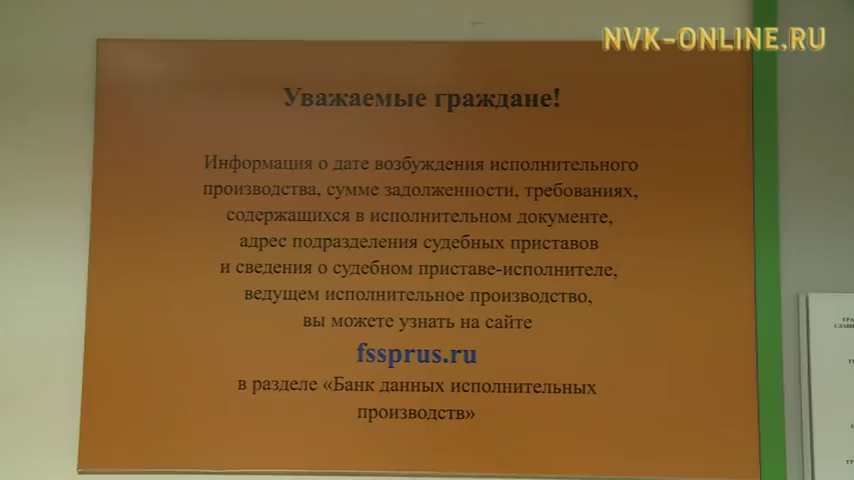 NVK-ONLINE.RU
Уважаемые граждане!
Информация о дате возбуждения исполнительного
производства, сумме задолженности, требованиях,
содержащихся в исполнительном документе,
адрес подразделения судебных приставов
и сведения о судебном приставе-исполнителе,
ведущем исполнительное производство,
вы можете узнать на сайте
fssprus.ru
в разделе «Банк данных исполнительных
производств»